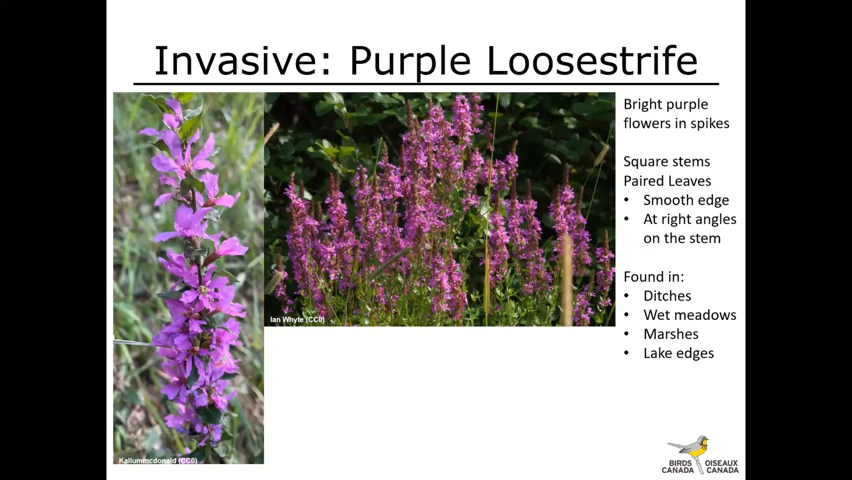 Invasive: Purple Loosestrife
Bright purple
flowers in spikes
Square stems
Paired Leaves
• Smooth edge
• At right angles
on the stem
Found in:
• Ditches
• Wet meadows
• Marshes
• Lake edges
Ian Whyte (CC0)
Kallummcdonald (CC0)
BIRDS CANADA
OISEAUX CANADA